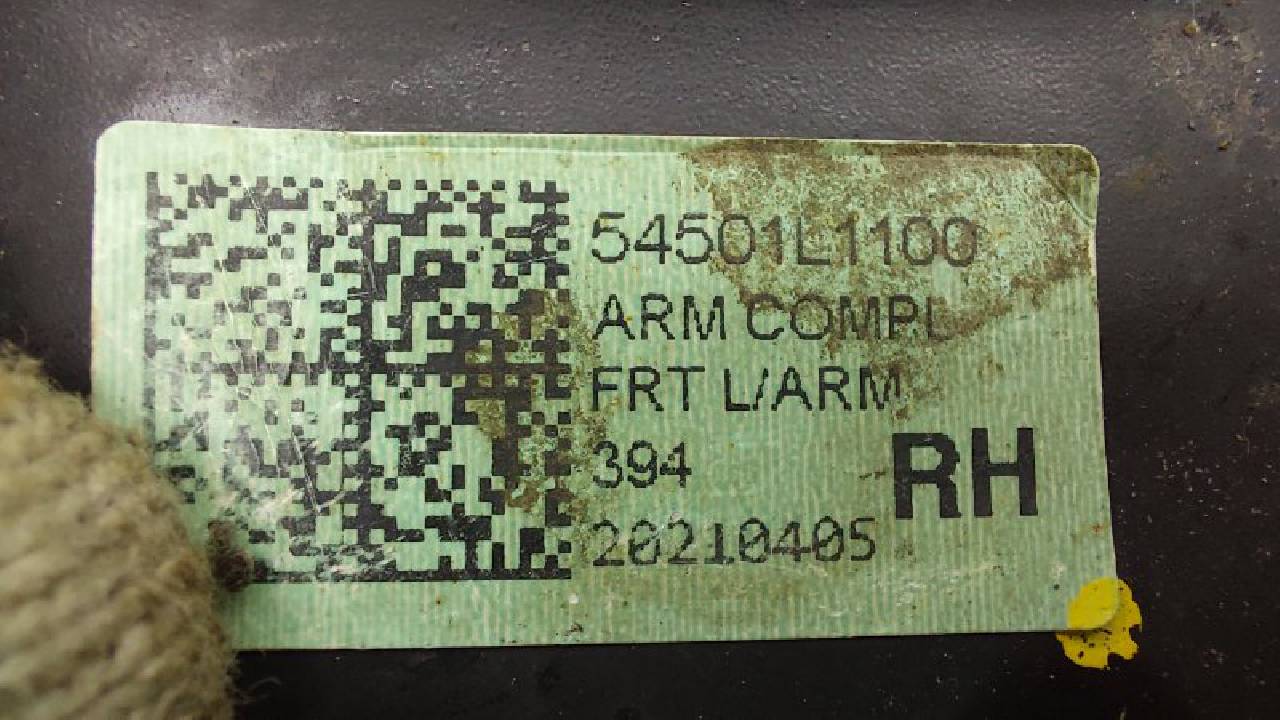 54501L1100
ARM COMPL
FRT L/ARM
394
RH
20210405